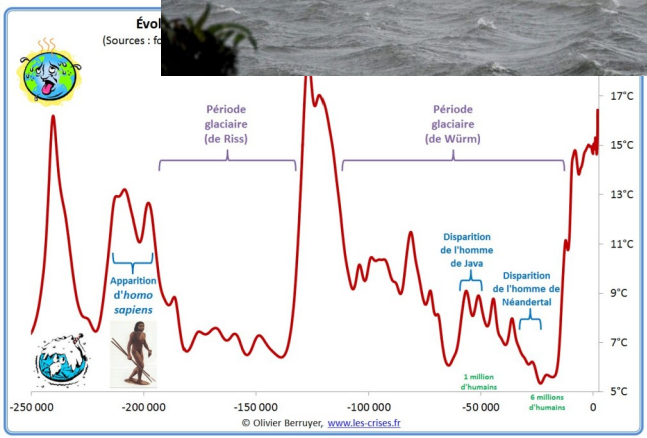 Évol
(Sources : fo
17°C
Période
glaciaire
(de Riss)
Période
glaciaire
(de Würm)
15°C
13°C
Disparition
de l'homme
de Java
11°C
Apparition
d'homo
sapiens
Disparition
de l'homme de
Néandertal
9°C
7°C
1 million
d'humains
6 millions
d'humains
5°C
-250 000
-200 000
-150 000
-100 000
-50 000
0
© Olivier Berruyer, www.les-crises.fr